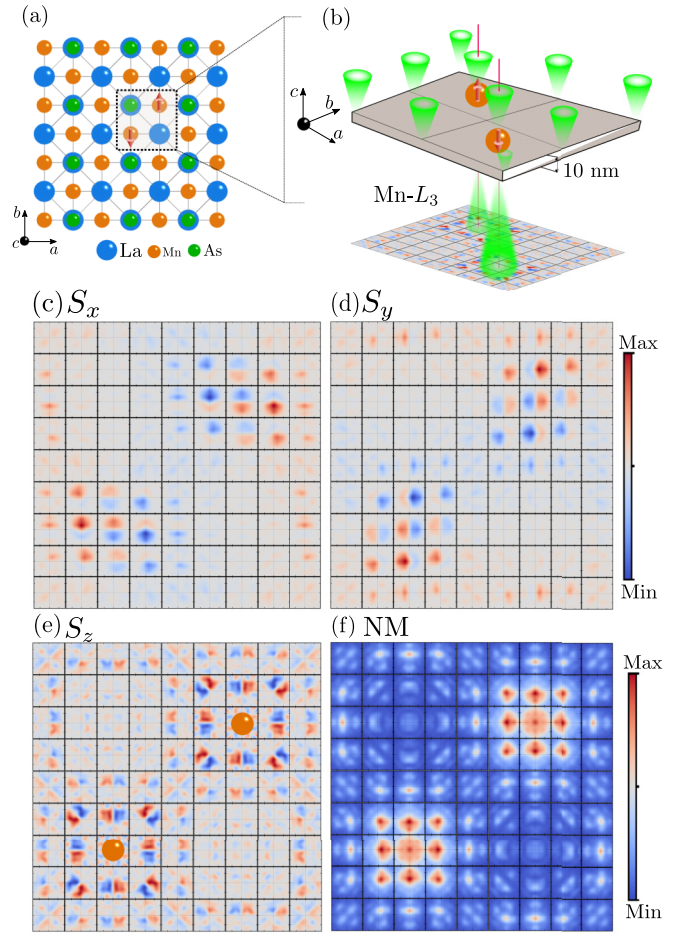 (a)
(b)
b
c
a
La
Mn
As
c
b
a
10 nm
Mn-L3
(c) Sx
(d) Sy
Max
Min
(e) Sz
(f) NM
Max
Min